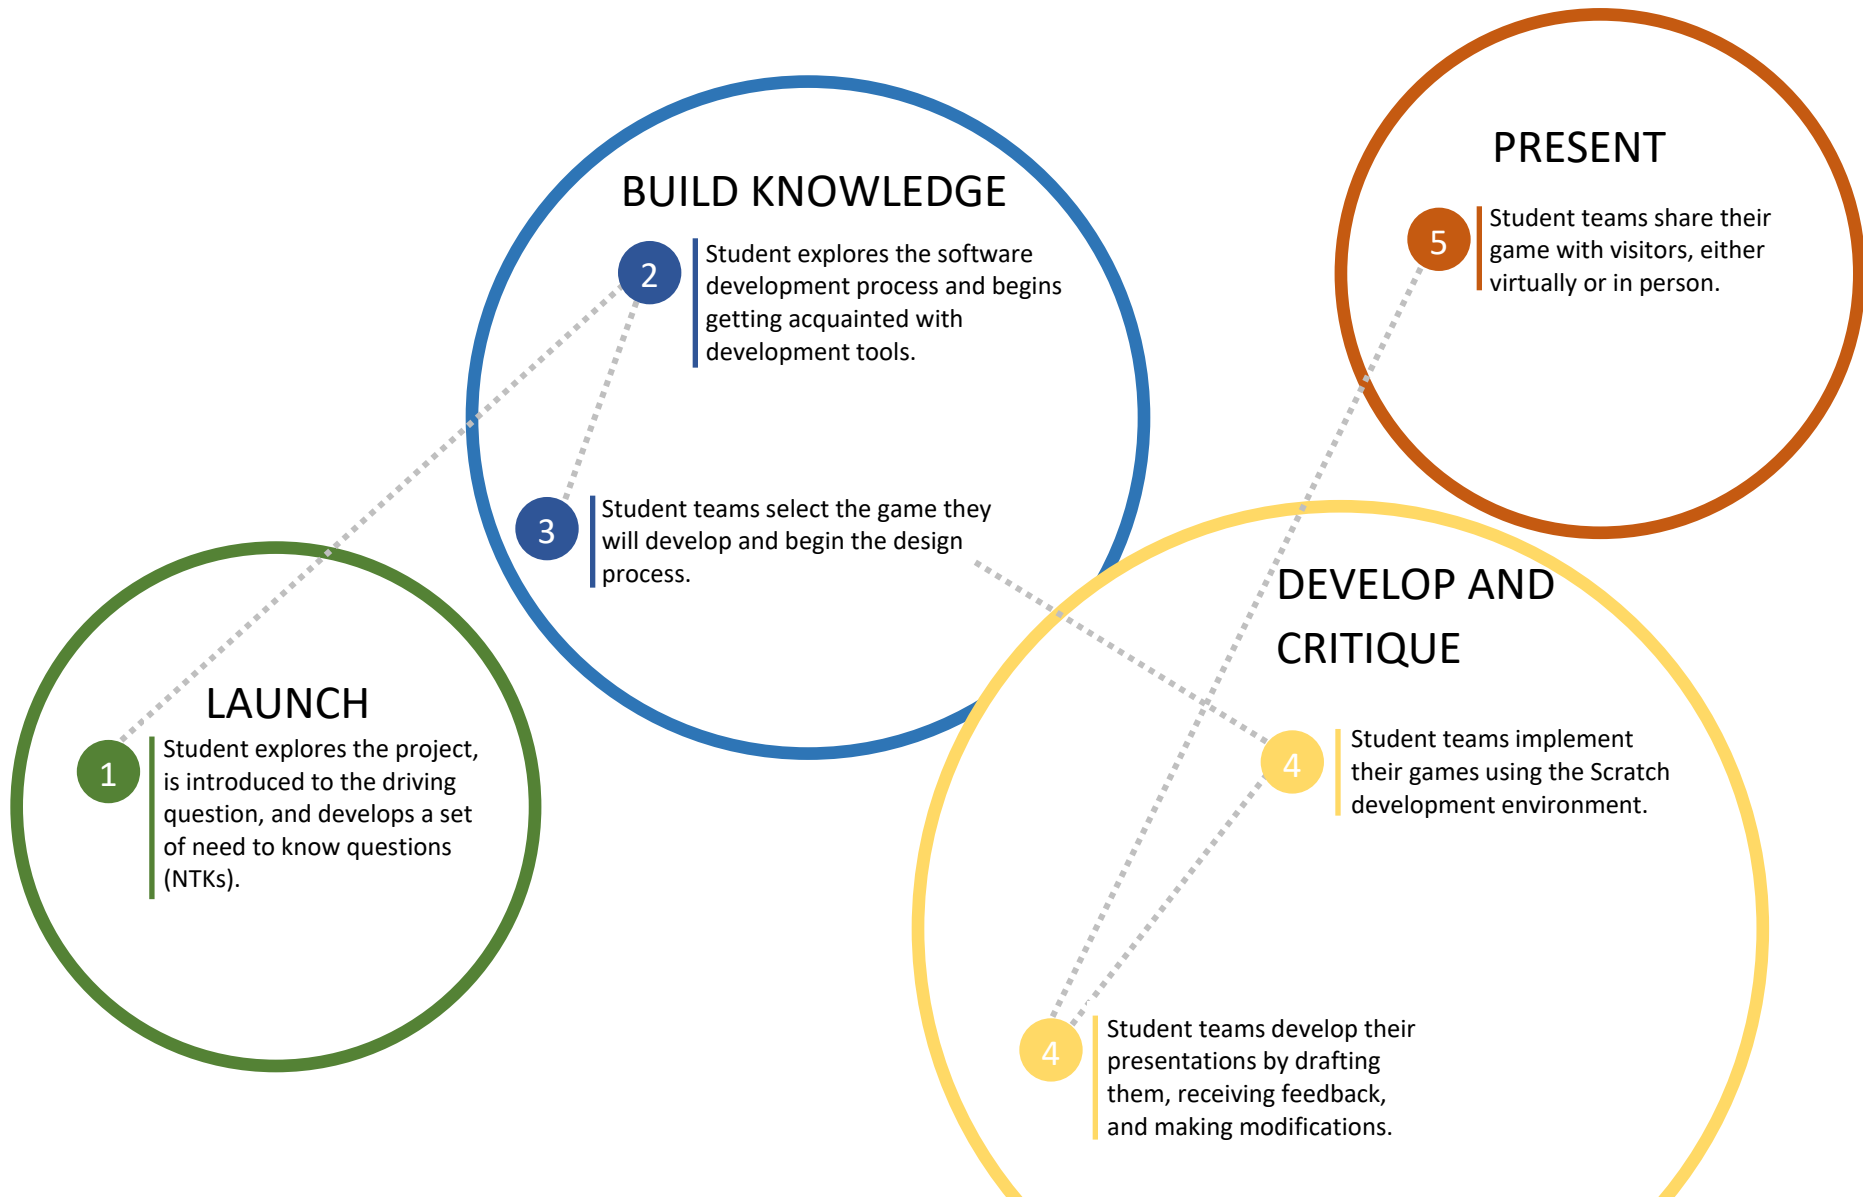 LAUNCH
1
Student explores the project,
is introduced to the driving
question, and develops a set
of need to know questions
(NTKs).
BUILD KNOWLEDGE
2
Student explores the software
development process and begins
getting acquainted with
development tools.
3
Student teams select the game they
will develop and begin the design
process.
DEVELOP AND
CRITIQUE
4
Student teams implement
their games using the Scratch
development environment.
4
Student teams develop their
presentations by drafting
them, receiving feedback,
and making modifications.
PRESENT
5
Student teams share their
game with visitors, either
virtually or in person.